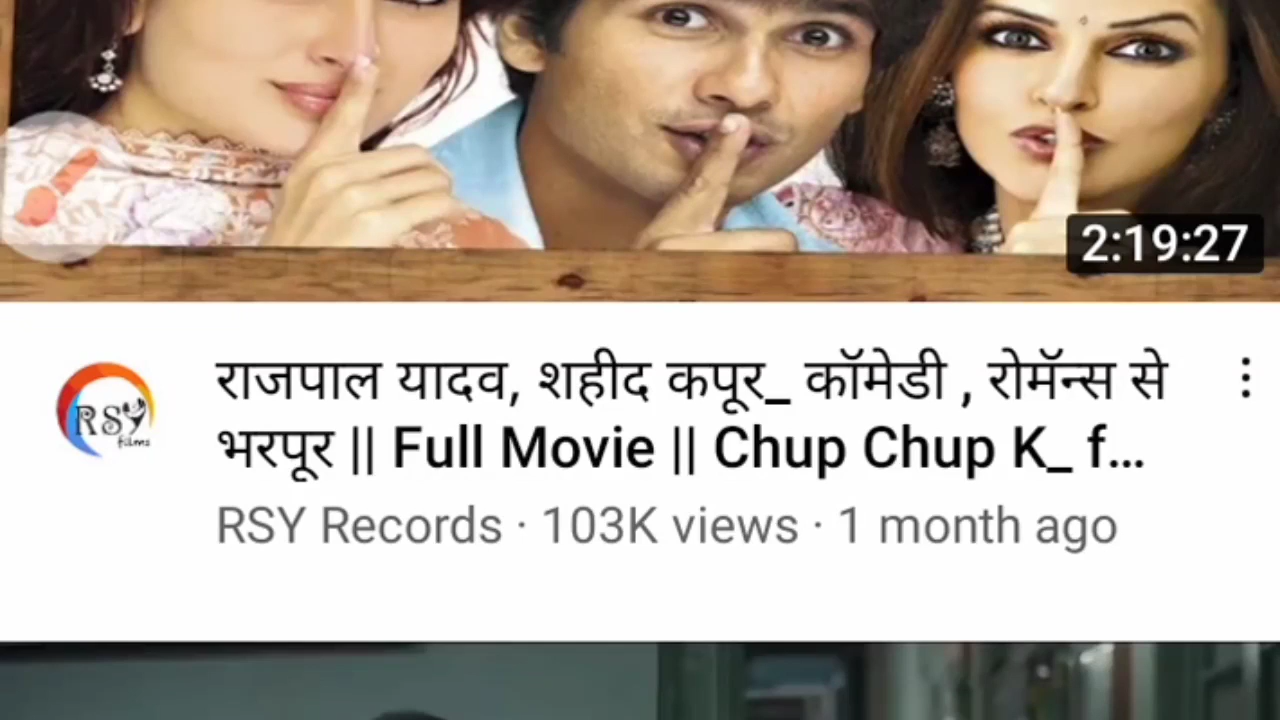 2:19:27
RSY
films
राजपाल यादव, शहीद कपूर_ कॉमेडी , रोमॅन्स से
भरपूर || Full Movie || Chup Chup K_ f...
RSY Records · 103K views · 1 month ago